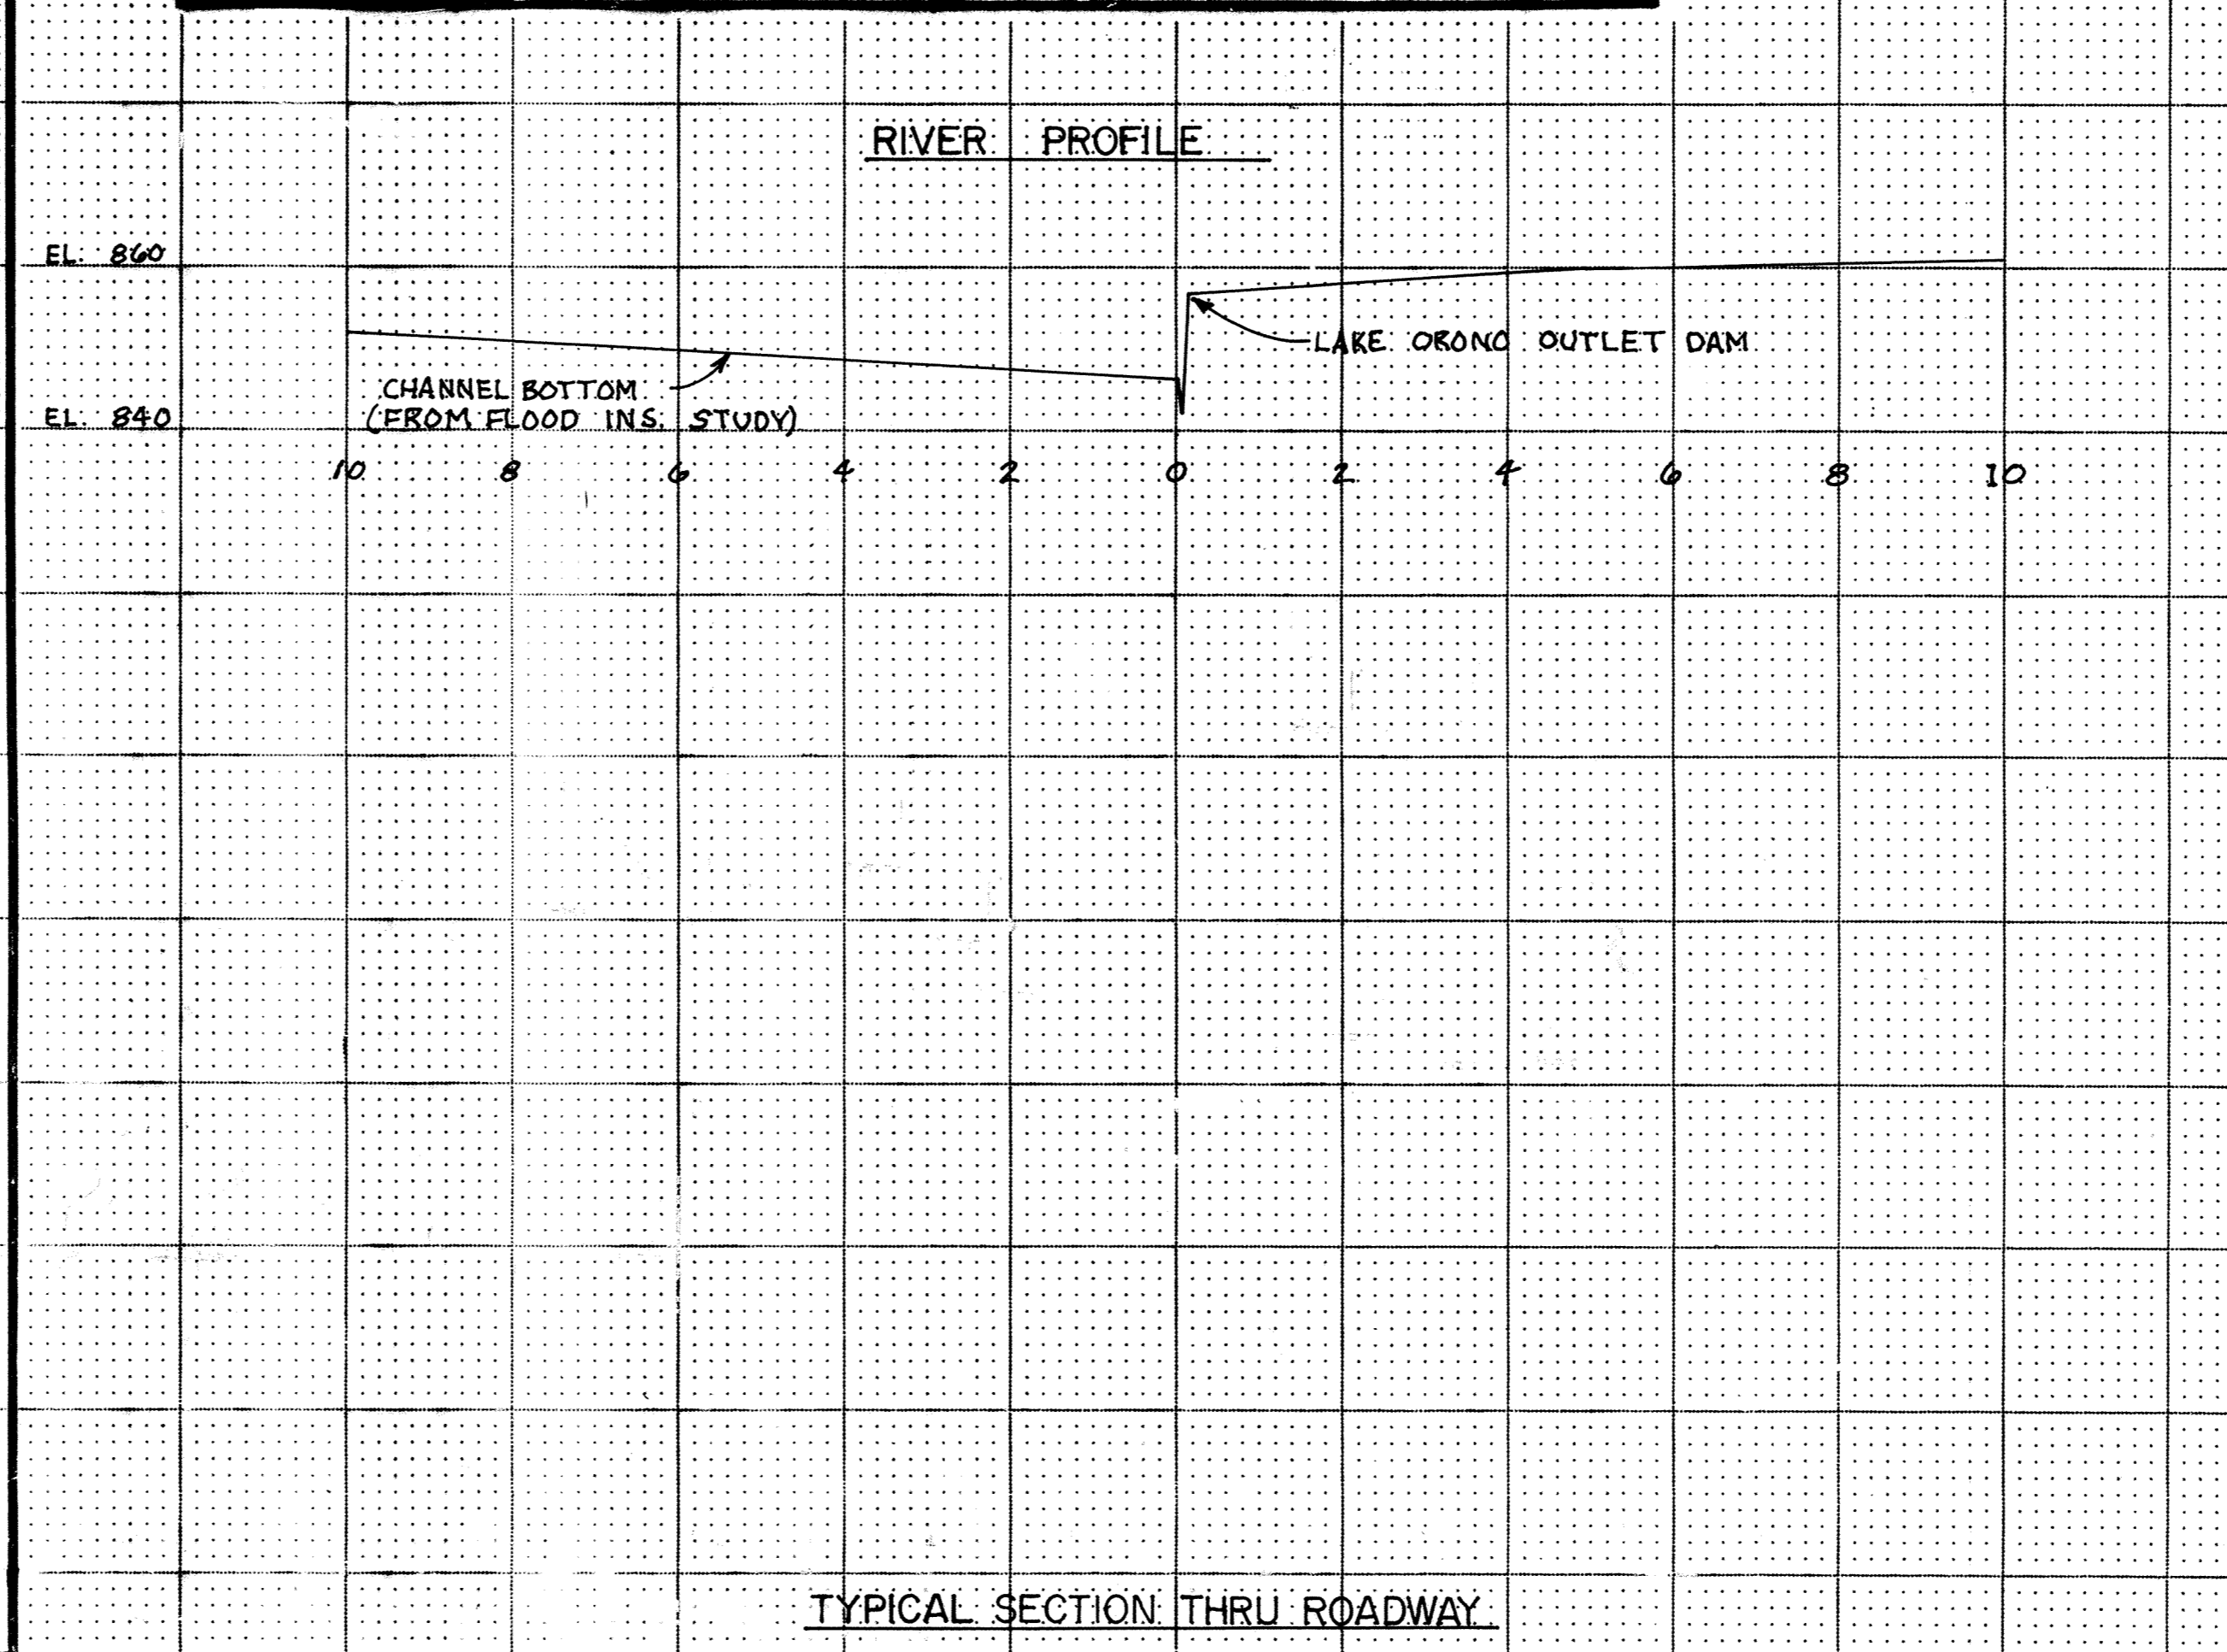 RIVER PROFILE
EL. 860
LAKE ORONO OUTLET DAM
CHANNEL BOTTOM
(FROM FLOOD INS. STUDY)
EL. 840
10 8 6 4 2 0 2 4 6 8 10
TYPICAL SECTION THRU ROADWAY